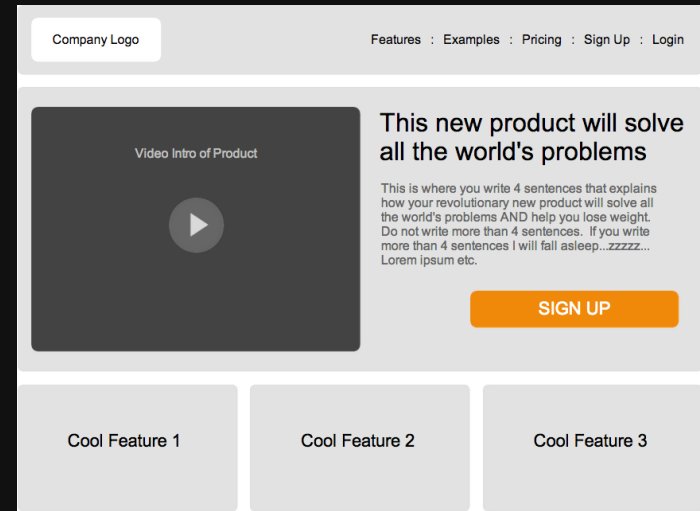 Company Logo
Features : Examples : Pricing : Sign Up : Login
Video Intro of Product
This new product will solve
all the world's problems
This is where you write 4 sentences that explains
how your revolutionary new product will solve all
the world's problems AND help you lose weight.
Do not write more than 4 sentences.  If you write
more than 4 sentences I will fall asleep...zzzzz...
Lorem ipsum etc.
SIGN UP
Cool Feature 1
Cool Feature 2
Cool Feature 3